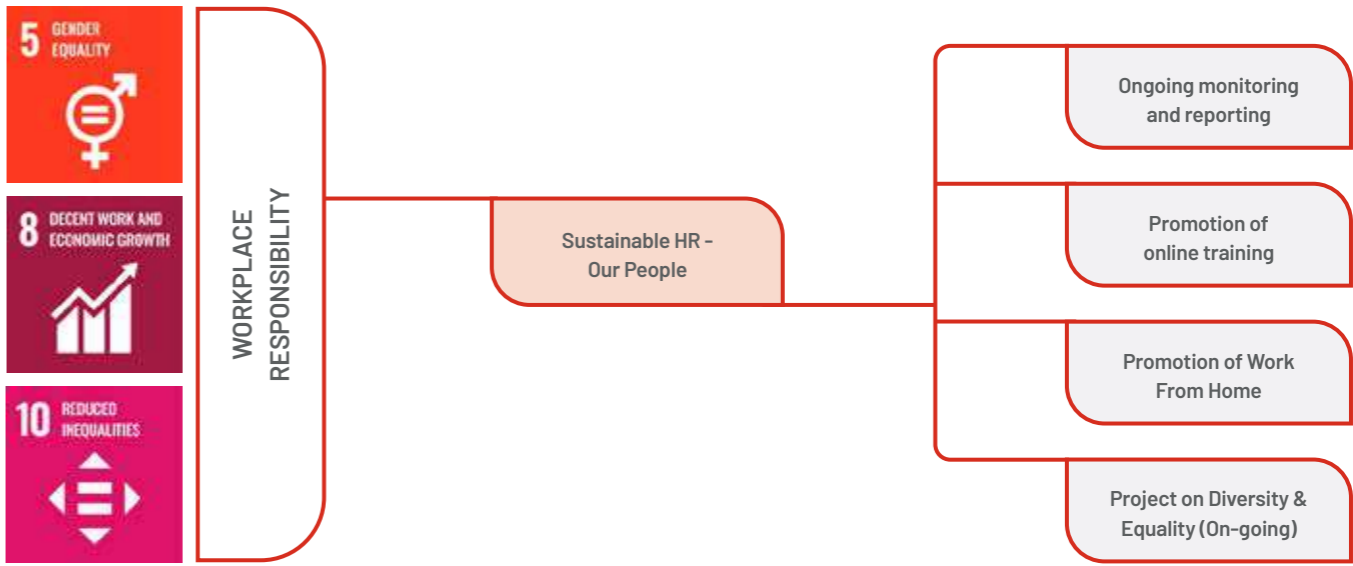 5 GENDER
EQUALITY
8 DECENT WORK AND
ECONOMIC GROWTH
10 REDUCED
INEQUALITIES
WORKPLACE
RESPONSIBILITY
Sustainable HR -
Our People
Ongoing monitoring
and reporting
Promotion of
online training
Promotion of Work
From Home
Project on Diversity &
Equality (On-going)